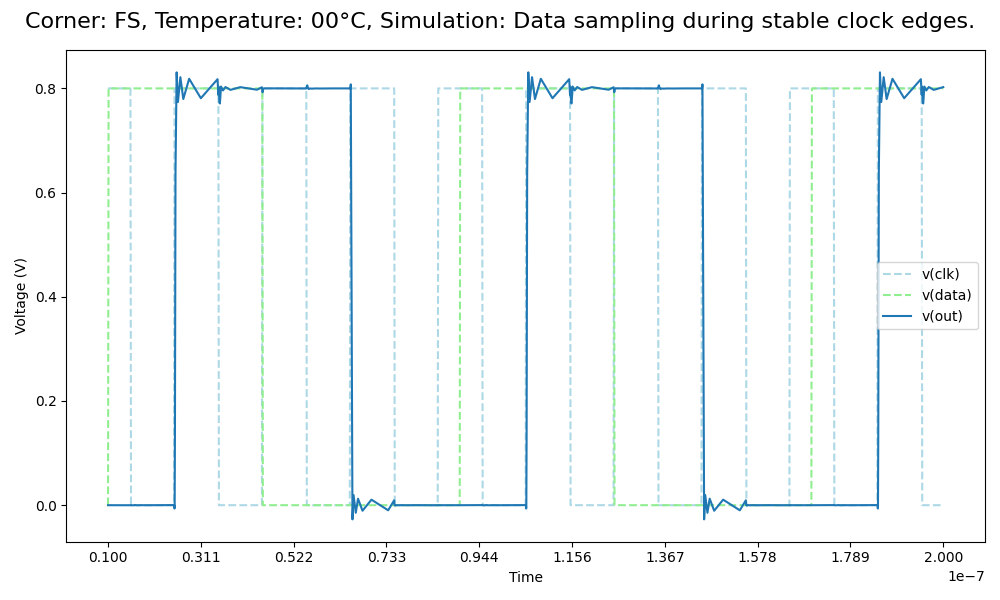 Corner: FS, Temperature: 00°C, Simulation: Data sampling during stable clock edges.
Voltage (V)
0.8
0.6
0.4
0.2
0.0
v(clk)
v(data)
v(out)
0.100 0.311 0.522 0.733 0.944 1.156 1.367 1.578 1.789 2.000
Time
1e−7